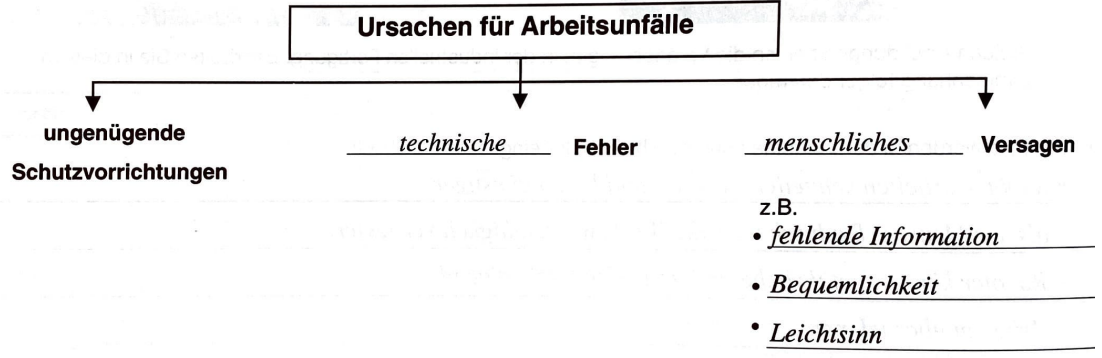 Ursachen für Arbeitsunfälle
ungenügende
Schutzvorrichtungen
technische Fehler
menschliches Versagen
z.B.
• fehlende Information
• Bequemlichkeit
• Leichtsinn